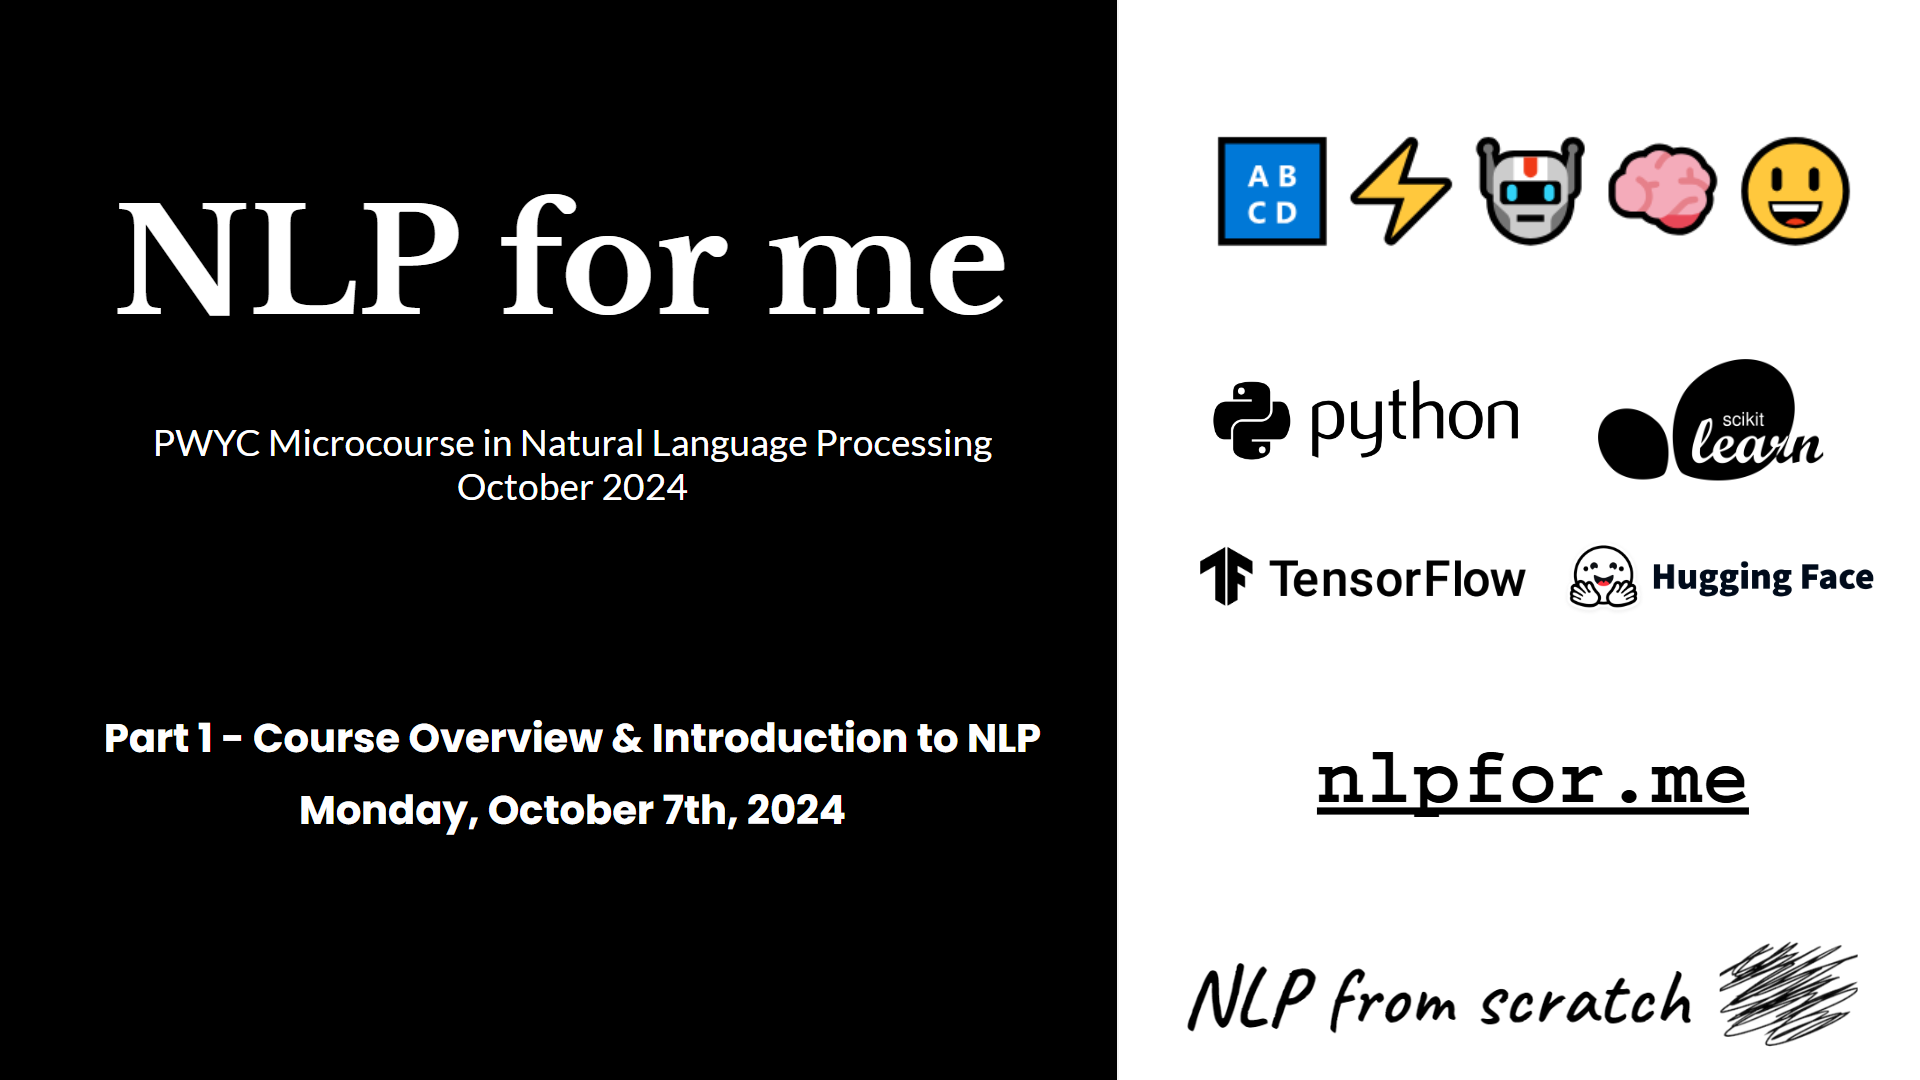 NLP for me
PWYC Microcourse in Natural Language Processing
October 2024
Part 1 - Course Overview & Introduction to NLP
Monday, October 7th, 2024
A B
C D
python
scikit
learn
TensorFlow
Hugging Face
nlpfor.me
NLP from scratch